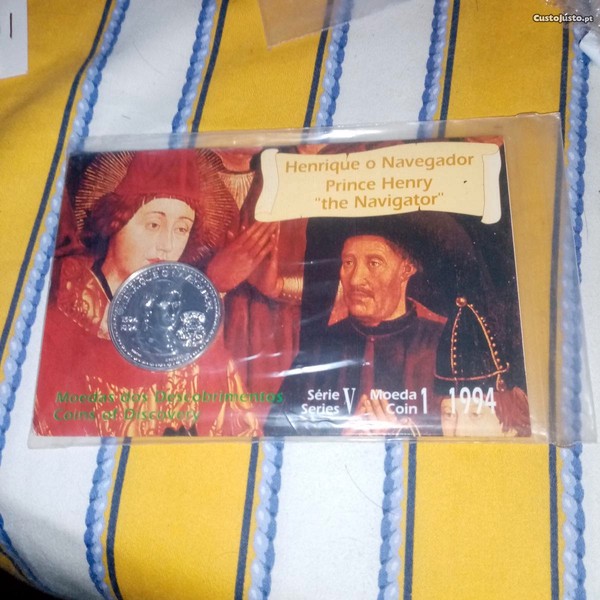 CustoJusto.pt
Henrique o Navegador
Prince Henry
"the Navigator"
Moedas dos Descobrimentos
Coins of Discovery
Série V Moeda 1 1994
Series Coin